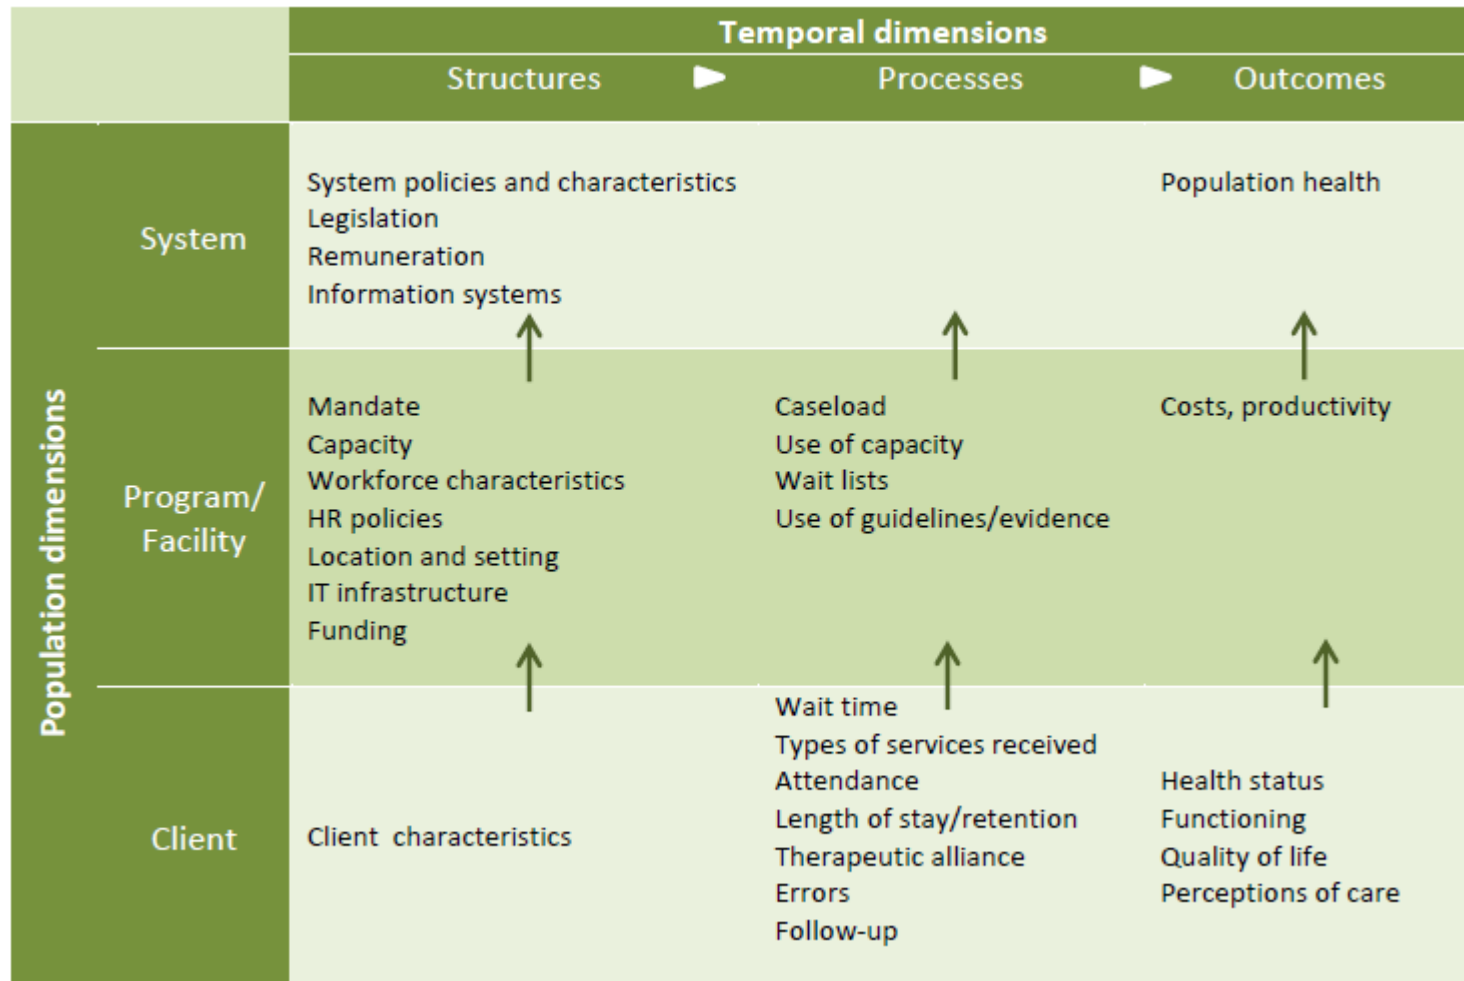 Temporal dimensions
Structures
Processes
Outcomes
Population dimensions
System
System policies and characteristics
Legislation
Remuneration
Information systems
Population health
Program/
Facility
Mandate
Capacity
Workforce characteristics
HR policies
Location and setting
IT infrastructure
Funding
Caseload
Use of capacity
Wait lists
Use of guidelines/evidence
Costs, productivity
Client
Client characteristics
Wait time
Types of services received
Attendance
Length of stay/retention
Therapeutic alliance
Errors
Follow-up
Health status
Functioning
Quality of life
Perceptions of care